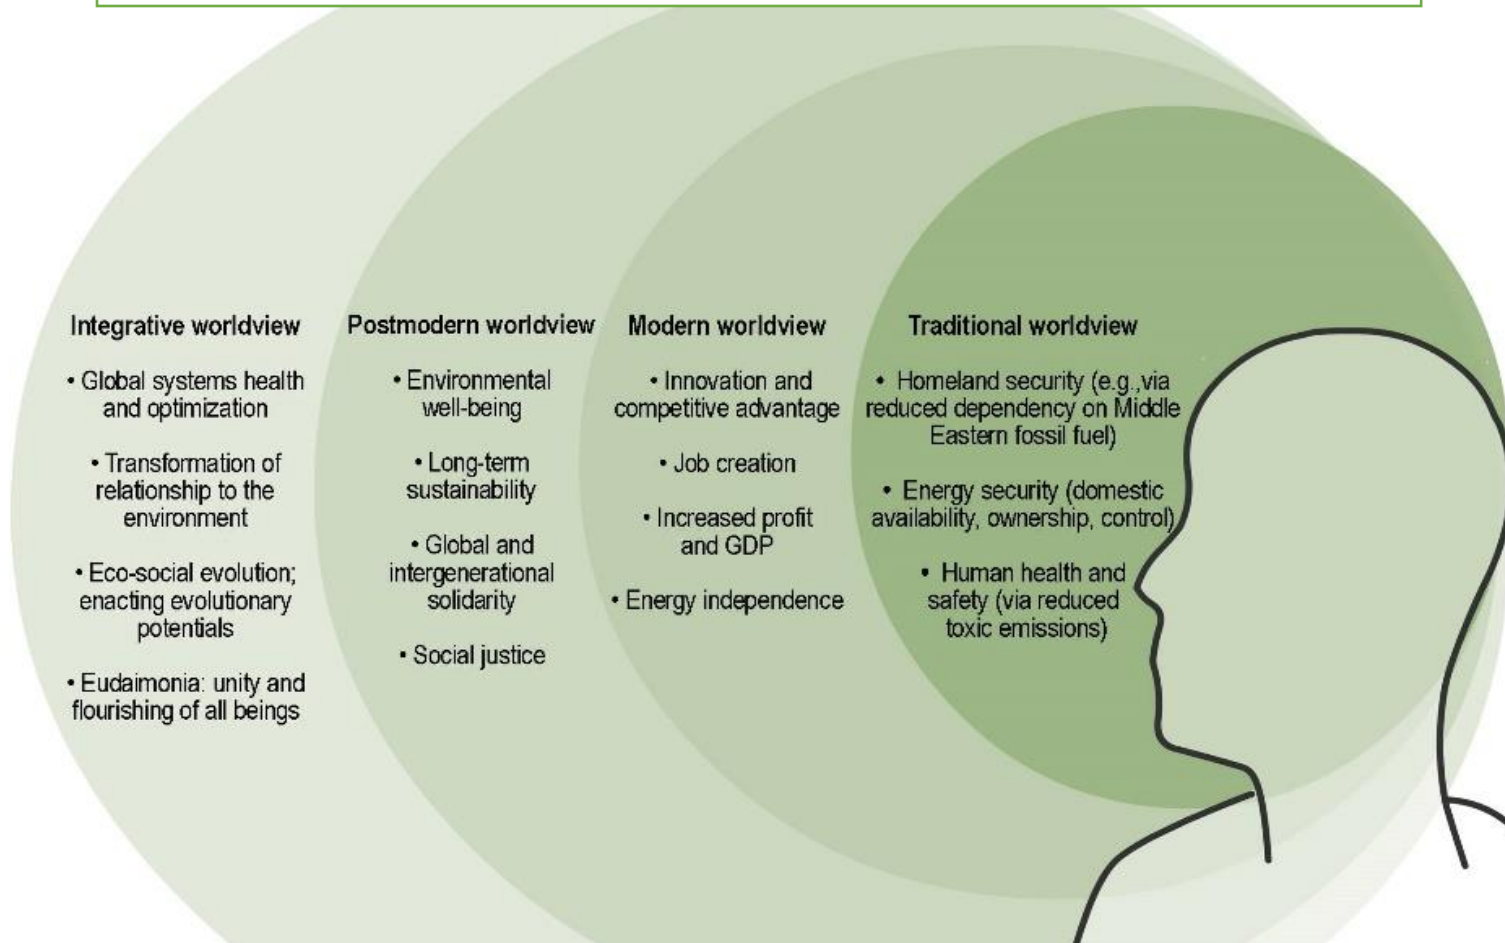 Integrative worldview
• Global systems health
and optimization
• Transformation of
relationship to the
environment
• Eco-social evolution;
enacting evolutionary
potentials
• Eudaimonia: unity and
flourishing of all beings
Postmodern worldview
• Environmental
well-being
• Long-term
sustainability
• Global and
intergenerational
solidarity
• Social justice
Modern worldview
• Innovation and
competitive advantage
• Job creation
• Increased profit
and GDP
• Energy independence
Traditional worldview
• Homeland security (e.g.,via
reduced dependency on Middle
Eastern fossil fuel)
• Energy security (domestic
availability, ownership, control)
• Human health and
safety (via reduced
toxic emissions)